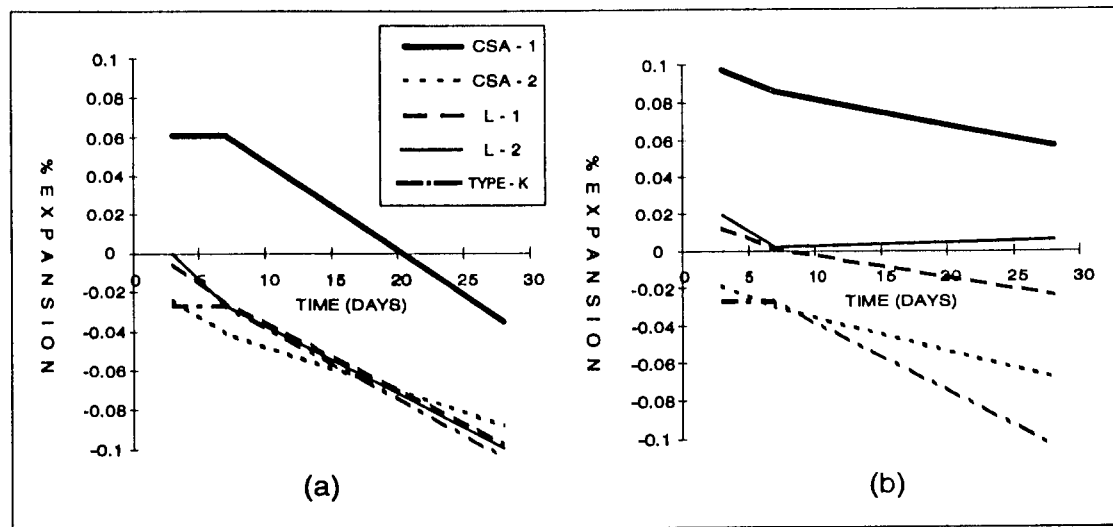 CSA - 1
CSA - 2
L - 1
L - 2
TYPE - K
0.1
0.08
0.06
0.04
0.02
0
-0.02
-0.04
-0.06
-0.08
-0.1
% EXPANSION
0 5 10 15 20 25 30
TIME (DAYS)
(a)
0.1
0.08
0.06
0.04
0.02
0
-0.02
-0.04
-0.06
-0.08
-0.1
% EXPANSION
0 5 10 15 20 25 30
TIME (DAYS)
(b)